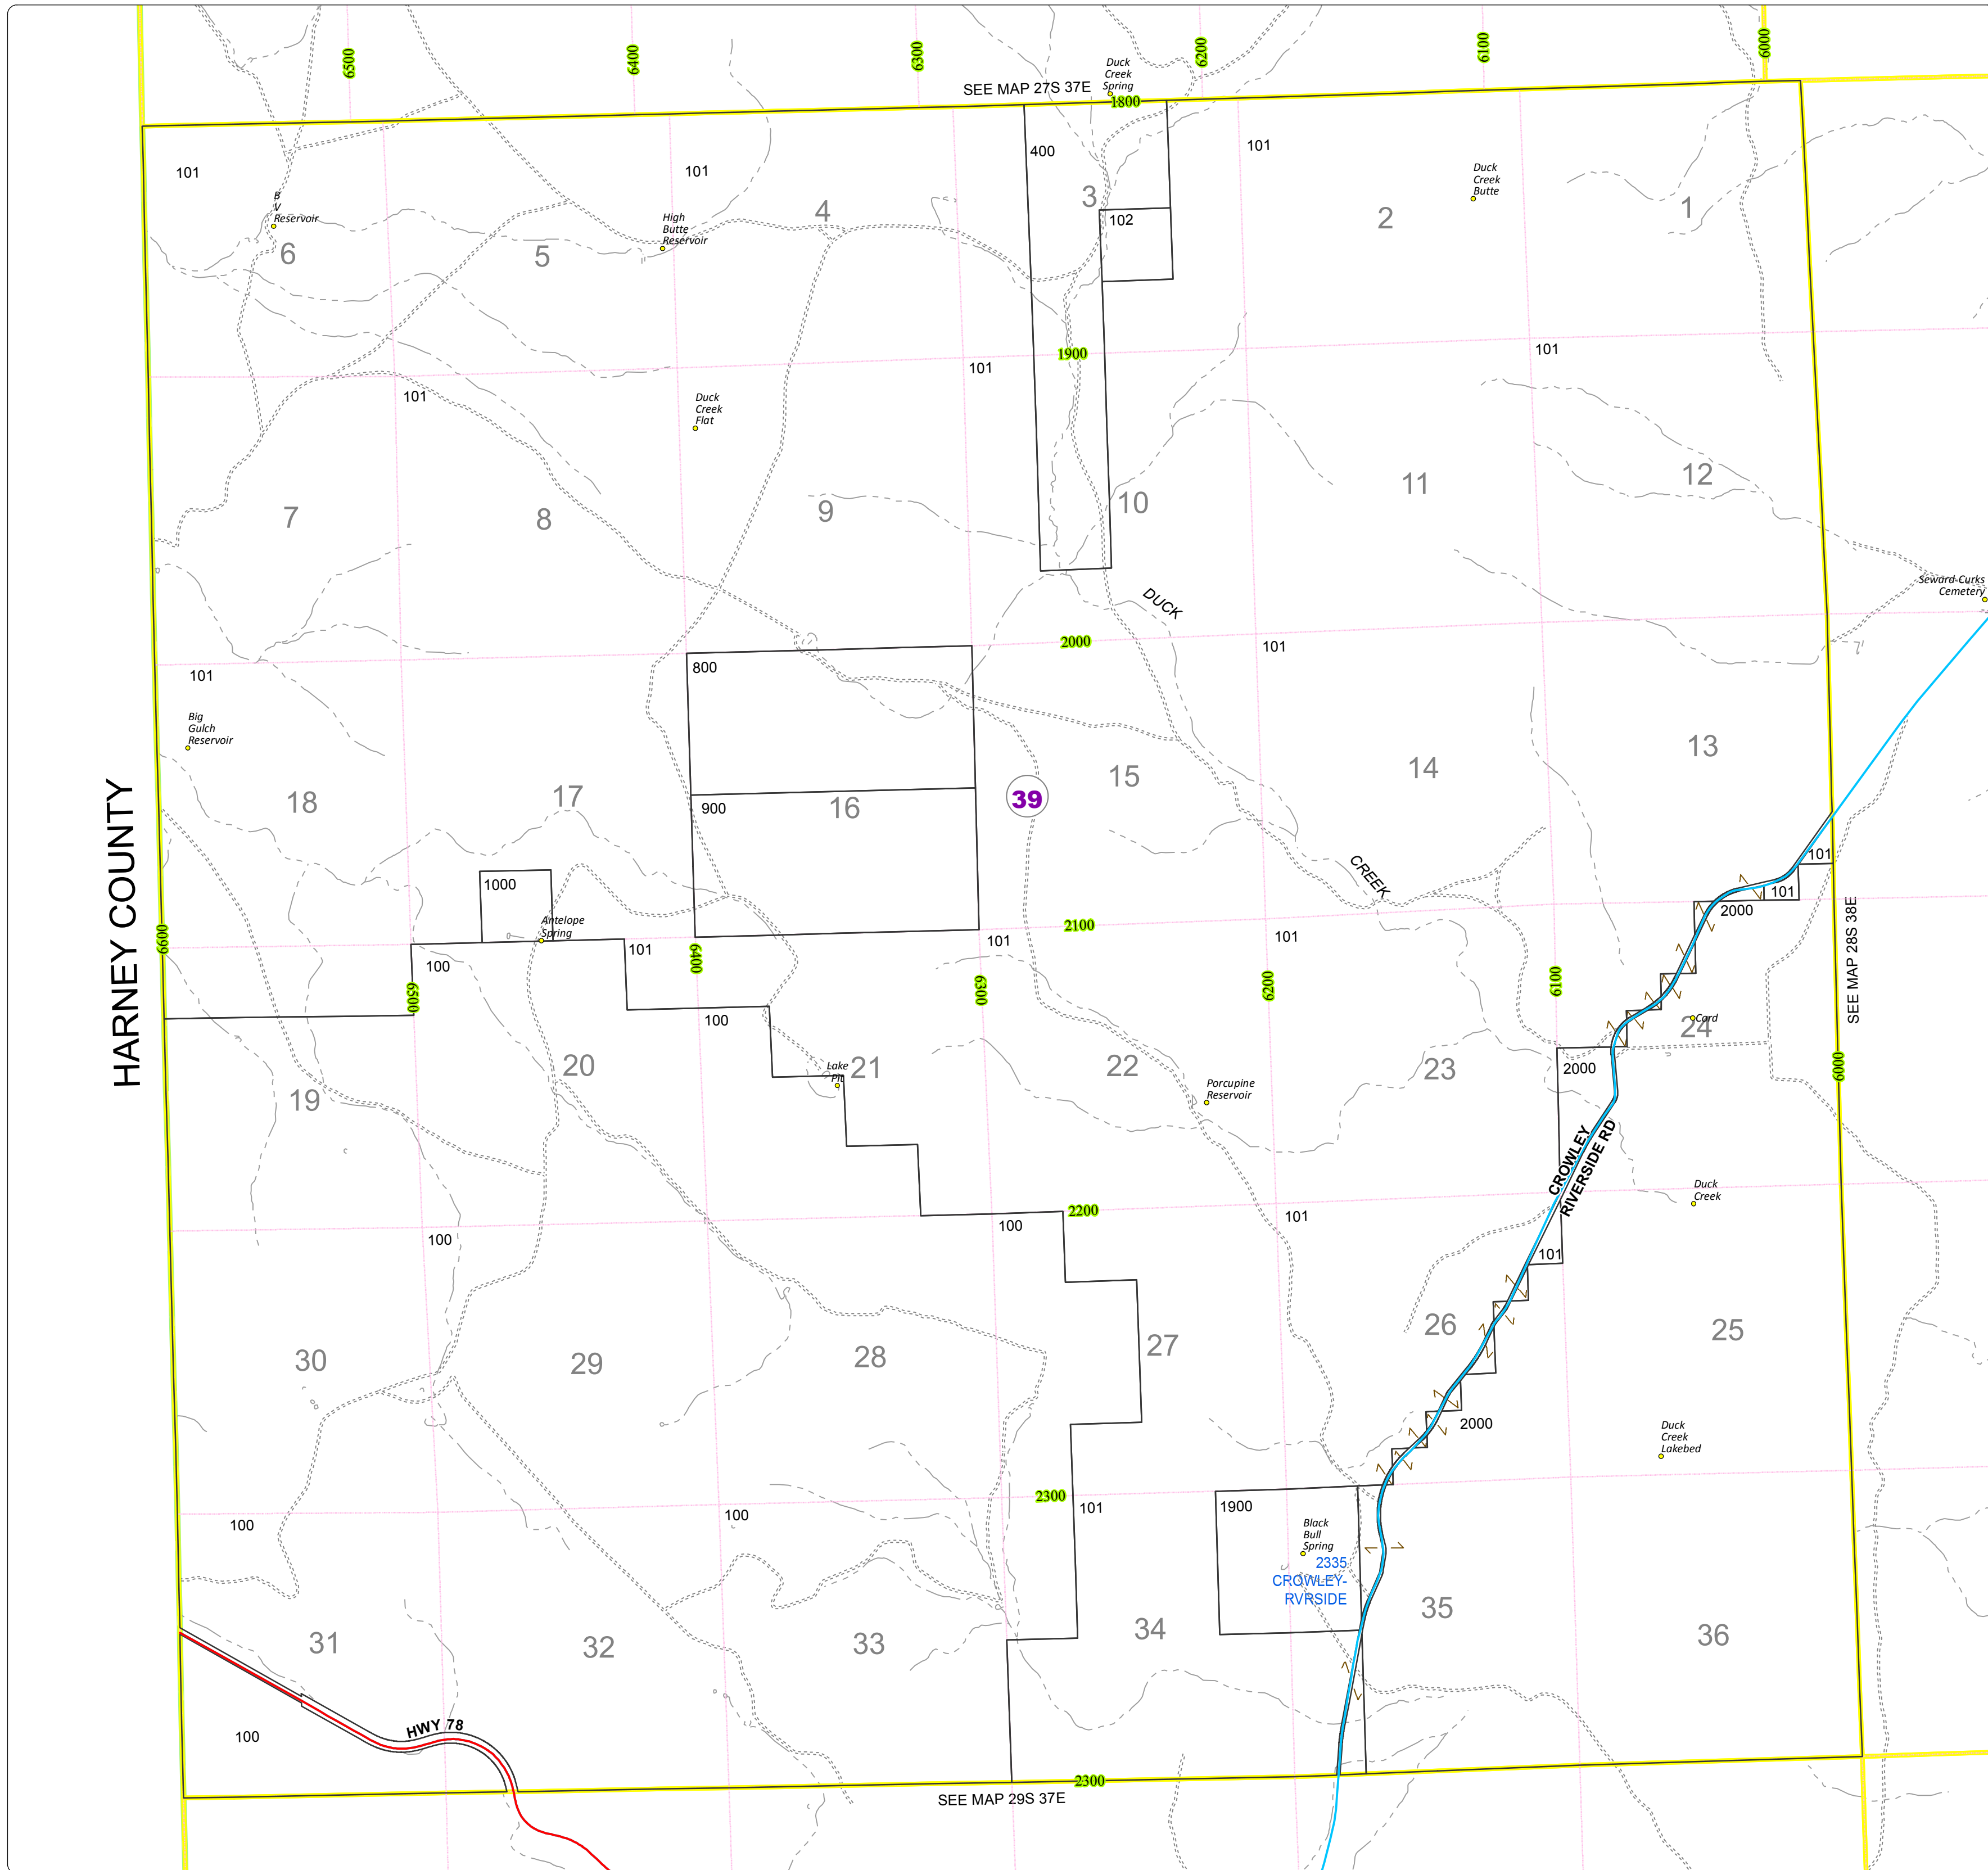 6500
6400
6300
6200
6100
6000
Duck
Creek
Spring
SEE MAP 27S 37E
1800
101
101
400
101
3
102
4
2
1
Duck
Creek
Butte
B
V
Reservoir
6
5
High
Butte
Reservoir
1900
101
101
101
Duck
Creek
Flat
7
8
9
10
11
12
DUCK
Seward-Curks
Cemetery
2000
101
101
800
Big
Gulch
Reservoir
18
17
900
16
39
15
14
13
CREEK
HARNEY COUNTY
1000
Antelope
Spring
101
101
2000
SEE MAP 28S 38E
6600
100
101
6500
6400
6300
6200
6100
6000
2100
101
101
100
Card
24
19
20
Lake
Pit
21
22
Porcupine
Reservoir
23
2000
CROWLEY
RIVERSIDE RD
Duck
Creek
100
100
2200
101
101
30
29
28
27
26
25
2000
Duck
Creek
Lakebed
100
100
2300
101
1900
Black
Bull
Spring
2335
CROWLEY-
RVRSIDE
31
32
33
34
35
36
100
HWY 78
2300
SEE MAP 29S 37E